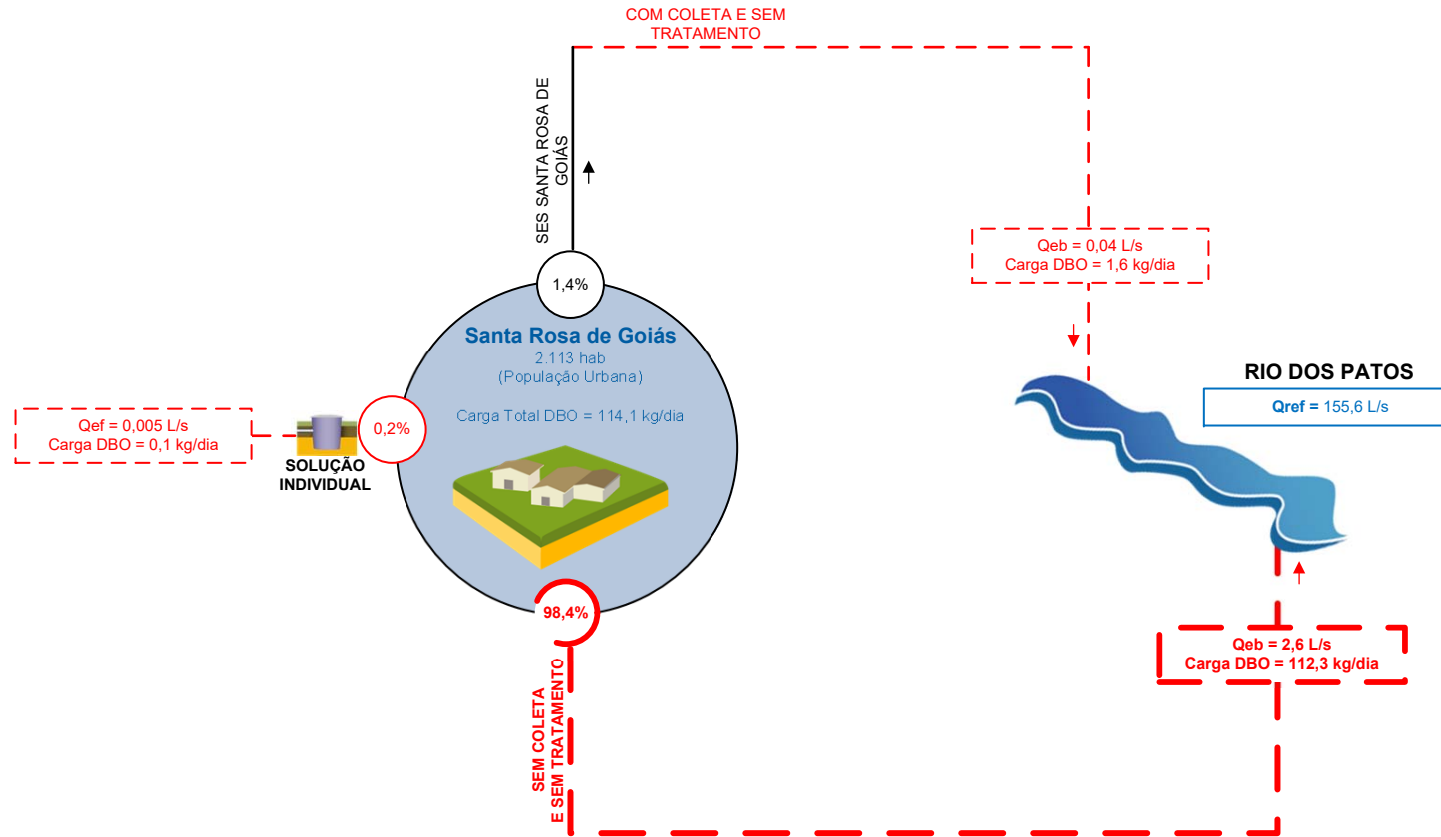 COM COLETA E SEM
TRATAMENTO
SES SANTA ROSA DE
GOIÁS
Qeb = 0,04 L/s
Carga DBO = 1,6 kg/dia
1,4%
Santa Rosa de Goiás
2.113 hab
(População Urbana)
Carga Total DBO = 114,1 kg/dia
RIO DOS PATOS
Qref = 155,6 L/s
Qef = 0,005 L/s
Carga DBO = 0,1 kg/dia
0,2%
SOLUÇÃO
INDIVIDUAL
98,4%
SEM COLETA
E SEM TRATAMENTO
Qeb = 2,6 L/s
Carga DBO = 112,3 kg/dia